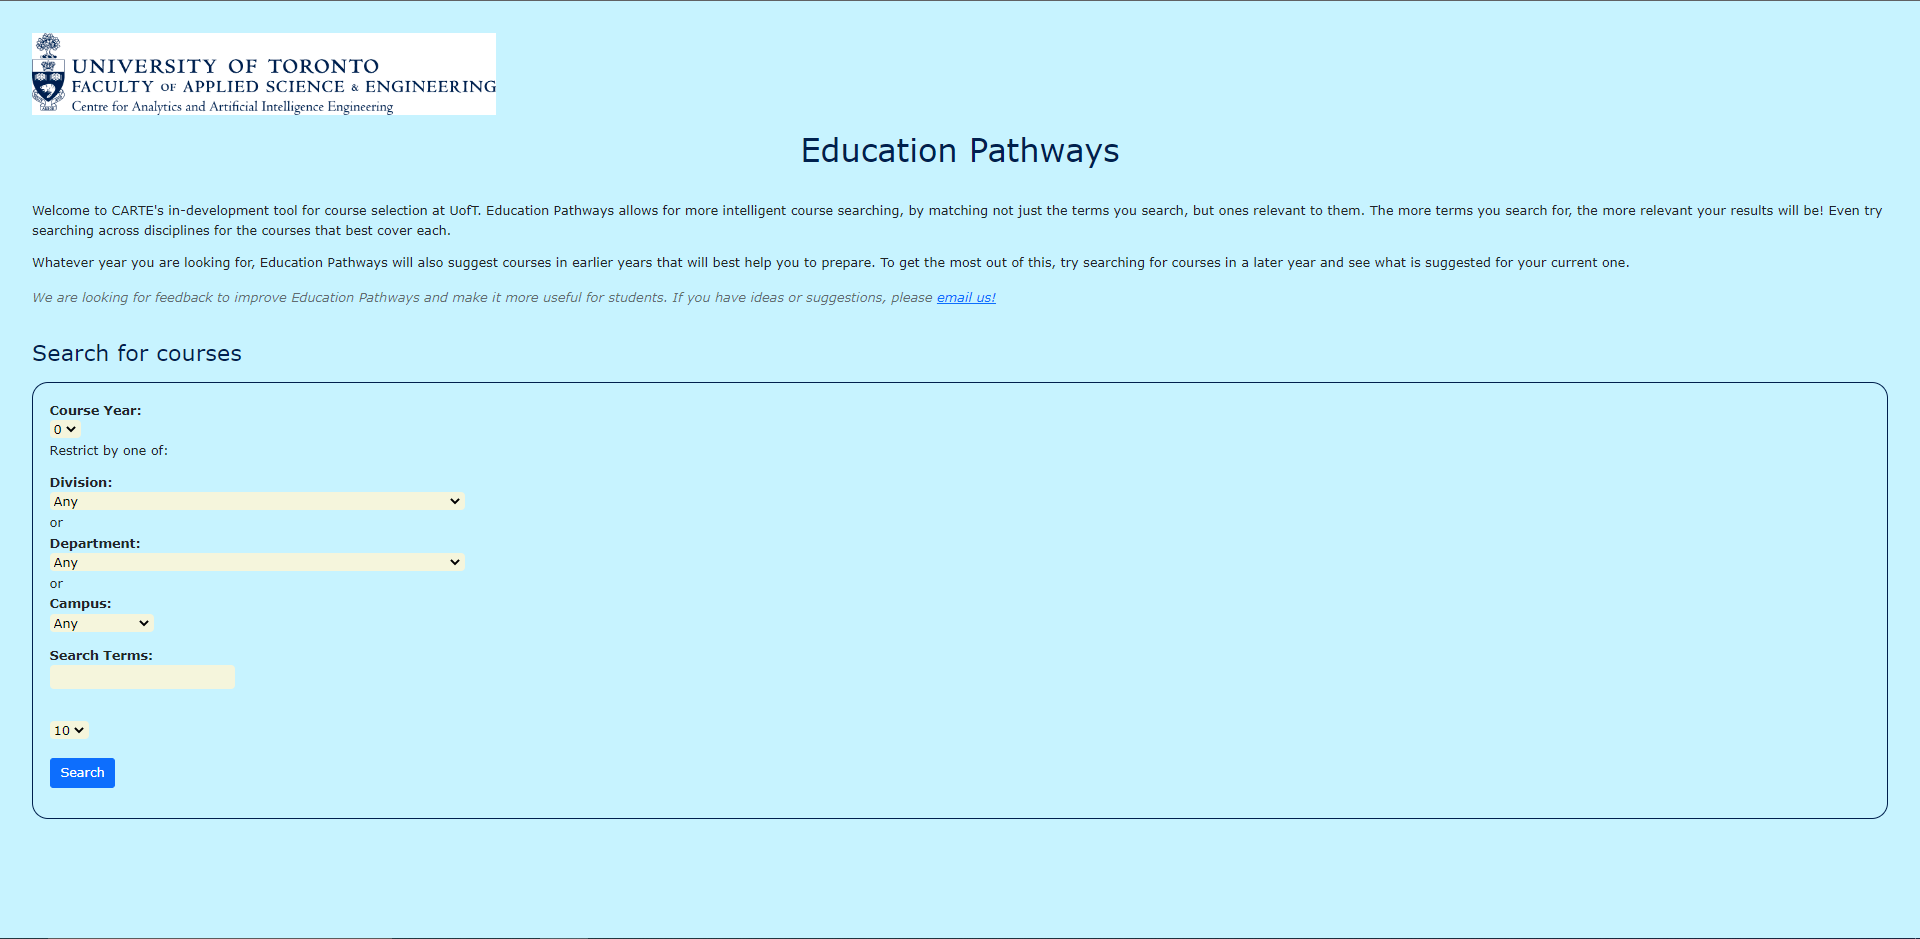 UNIVERSITY OF TORONTO
FACULTY OF APPLIED SCIENCE & ENGINEERING
Centre for Analytics and Artificial Intelligence Engineering
Education Pathways
Welcome to CARTE's in-development tool for course selection at UofT. Education Pathways allows for more intelligent course searching, by matching not just the terms you search, but ones relevant to them. The more terms you search for, the more relevant your results will be! Even try
searching across disciplines for the courses that best cover each.
Whatever year you are looking for, Education Pathways will also suggest courses in earlier years that will best help you to prepare. To get the most out of this, try searching for courses in a later year and see what is suggested for your current one.
We are looking for feedback to improve Education Pathways and make it more useful for students. If you have ideas or suggestions, please email us!
Search for courses
Course Year:
0
Restrict by one of:
Division:
Any
or
Department:
Any
or
Campus:
Any
Search Terms:
10
Search